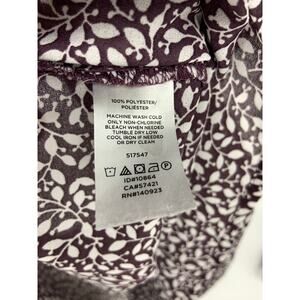 100% POLYESTER/
POLIÉSTER
MACHINE WASH COLD
ONLY NON-CHLORINE
BLEACH WHEN NEEDED
TUMBLE DRY LOW
COOL IRON IF NEEDED
OR DRY CLEAN
517547
ID#10864
CA#57421
RN#140923